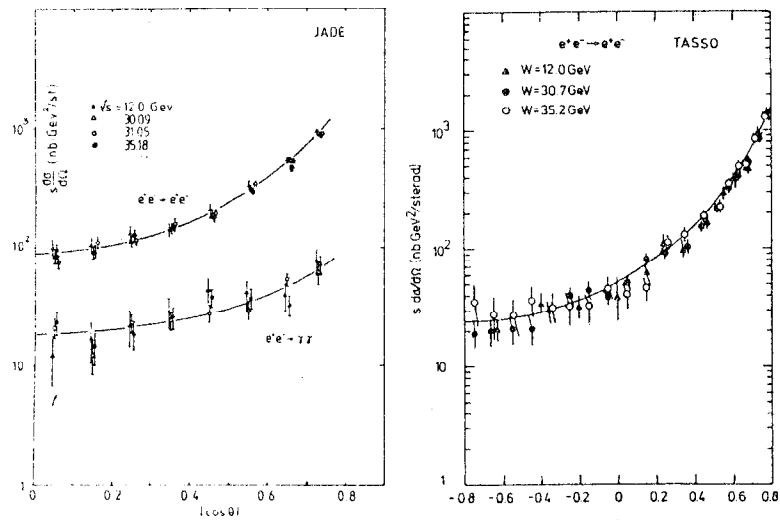 JADE
√s = 12.0 GeV
30.09
31.05
35.18
s dσ/dΩ (nb GeV²/st)
10³
10²
10
1
e⁺e⁻ → e⁺e⁻
e⁺e⁻ → γγ
0 0.2 0.4 0.6 0.8
|cosθ|
e⁺e⁻ → e⁺e⁻ TASSO
W = 12.0 GeV
W = 30.7 GeV
W = 35.2 GeV
s dσ/dΩ [nb GeV²/sterad]
10³
10²
10
1
-0.8 -0.6 -0.4 -0.2 0 0.2 0.4 0.6 0.8